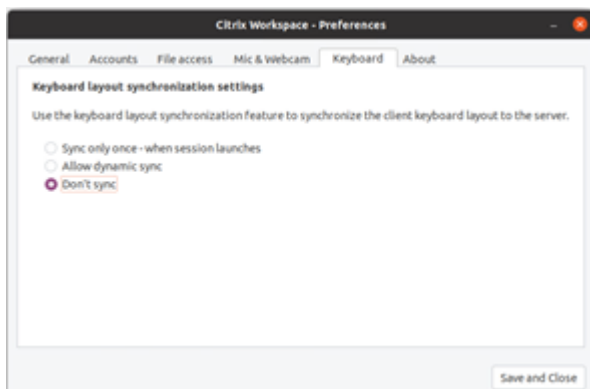 Citrix Workspace - Preferences
General Accounts File access Mic & Webcam Keyboard About
Keyboard layout synchronization settings
Use the keyboard layout synchronization feature to synchronize the client keyboard layout to the server.
Sync only once - when session launches
Allow dynamic sync
Don't sync
Save and Close